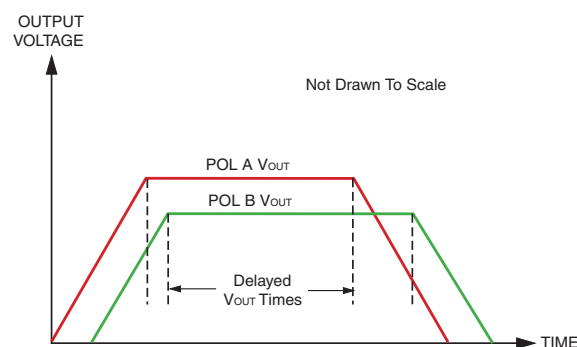 OUTPUT
VOLTAGE
Not Drawn To Scale
POL A VOUT
POL B VOUT
Delayed
VOUT Times
TIME